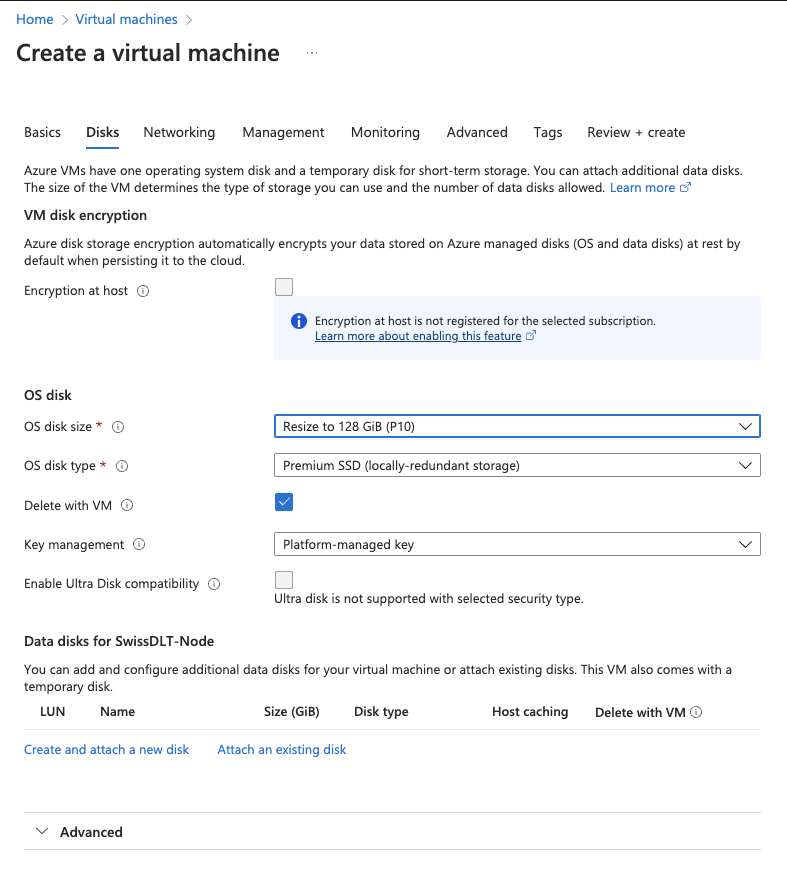 Home > Virtual machines >
Create a virtual machine ...
Basics Disks Networking Management Monitoring Advanced Tags Review + create
Azure VMs have one operating system disk and a temporary disk for short-term storage. You can attach additional data disks.
The size of the VM determines the type of storage you can use and the number of data disks allowed. Learn more
VM disk encryption
Azure disk storage encryption automatically encrypts your data stored on Azure managed disks (OS and data disks) at rest by
default when persisting it to the cloud.
Encryption at host
Encryption at host is not registered for the selected subscription.
Learn more about enabling this feature
OS disk
OS disk size * Resize to 128 GiB (P10)
OS disk type * Premium SSD (locally-redundant storage)
Delete with VM
Key management Platform-managed key
Enable Ultra Disk compatibility
Ultra disk is not supported with selected security type.
Data disks for SwissDLT-Node
You can add and configure additional data disks for your virtual machine or attach existing disks. This VM also comes with a
temporary disk.
LUN Name Size (GiB) Disk type Host caching Delete with VM
Create and attach a new disk Attach an existing disk
Advanced